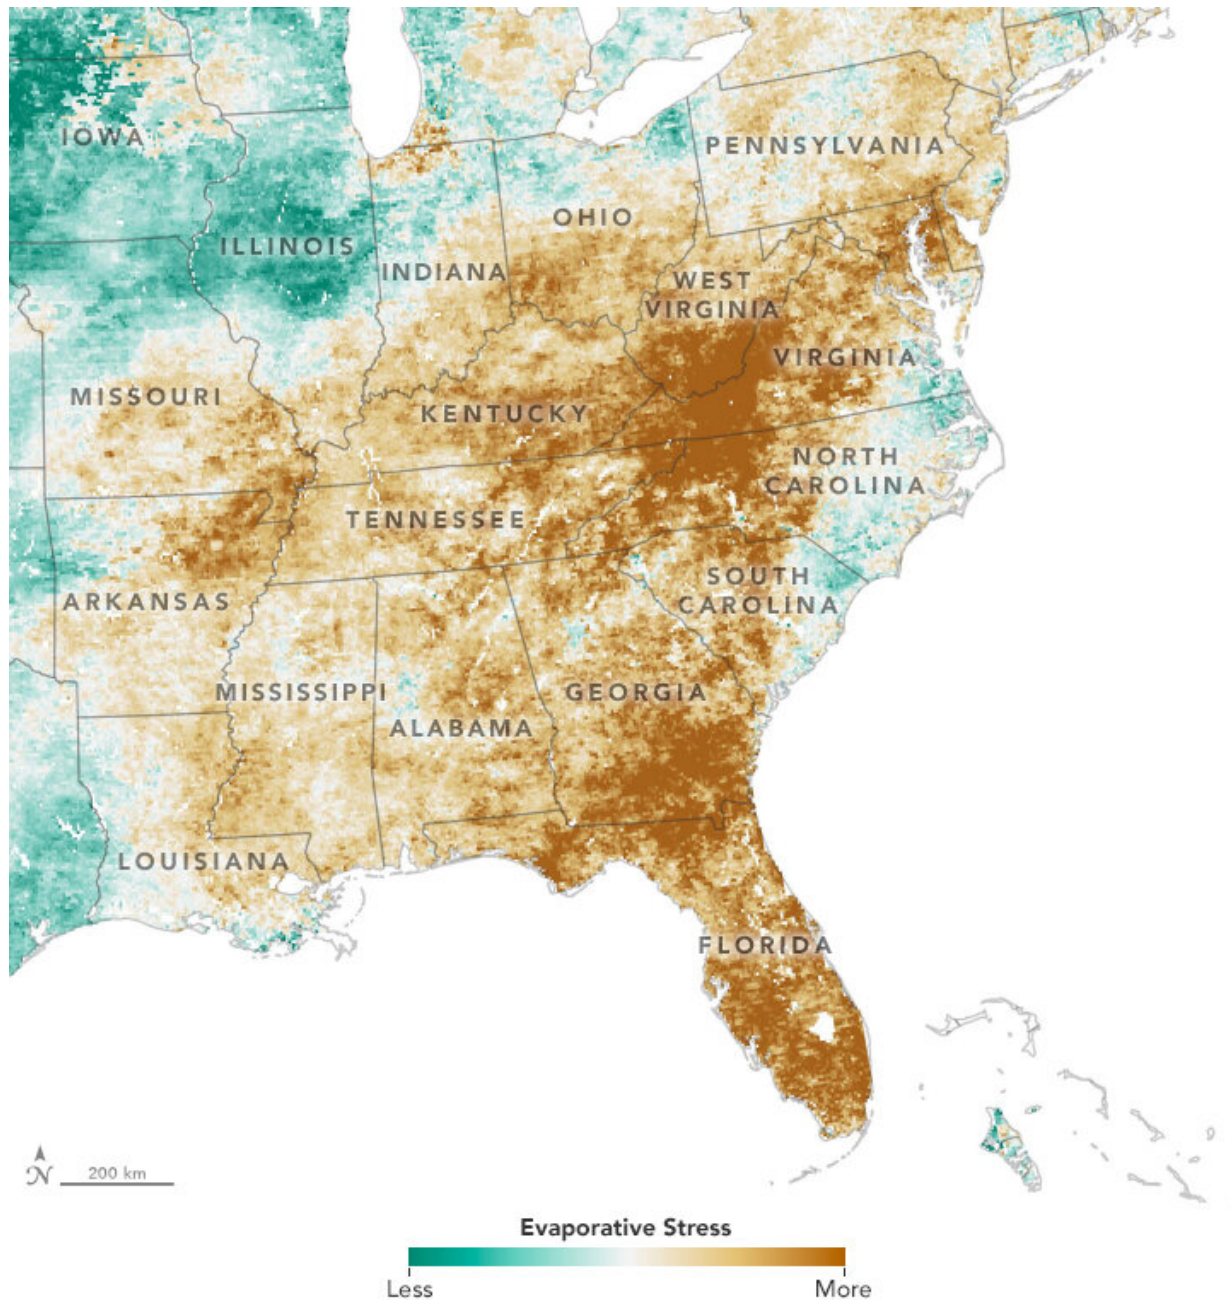 IOWA
PENNSYLVANIA
OHIO
ILLINOIS
INDIANA
WEST
VIRGINIA
VIRGINIA
MISSOURI
KENTUCKY
NORTH
CAROLINA
TENNESSEE
SOUTH
CAROLINA
ARKANSAS
MISSISSIPPI
GEORGIA
ALABAMA
LOUISIANA
FLORIDA
N
200 km
Evaporative Stress
Less
More